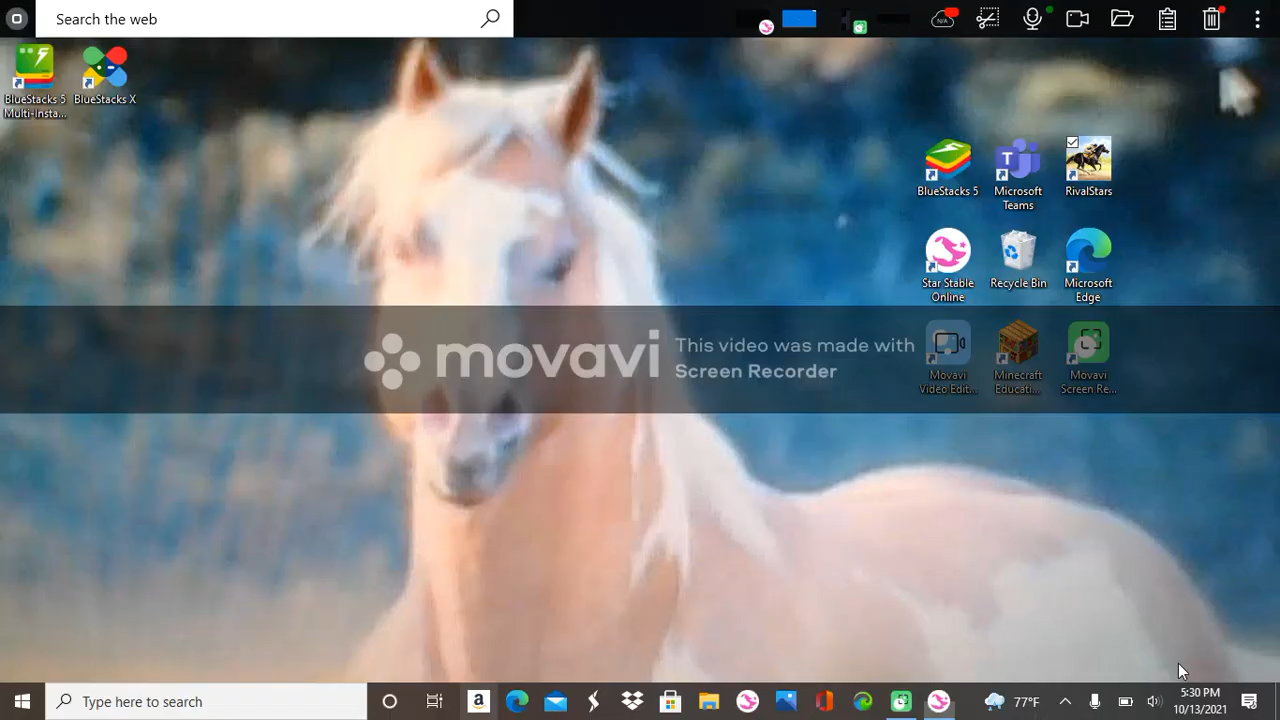 Search the web
N/A
BlueStacks 5
Multi-Insta...
BlueStacks X
BlueStacks 5
Microsoft
Teams
RivalStars
Star Stable
Online
Recycle Bin
Microsoft
Edge
movavi
This video was made with
Screen Recorder
Movavi
Video Edit...
Minecraft
Educati...
Movavi
Screen Re...
Type here to search
a
77°F
5:30 PM
10/13/2021